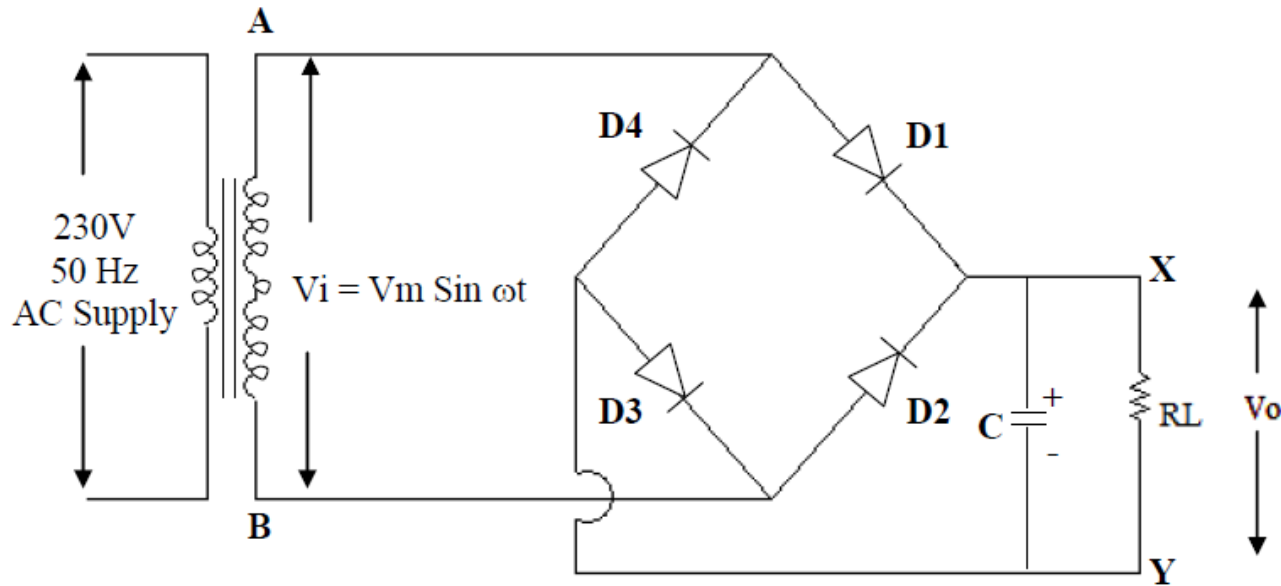 A
D4
D1
230V
50 Hz
AC Supply
Vi = Vm Sin ωt
X
D3
D2
C
+
-
RL
Vo
B
Y